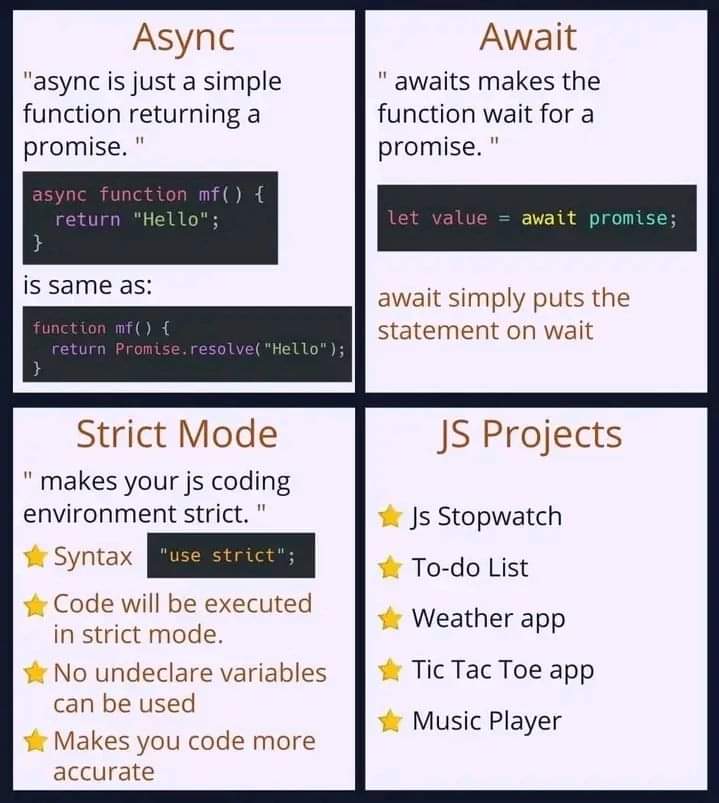 Async
"async is just a simple
function returning a
promise. "
async function mf() {
  return "Hello";
}
is same as:
function mf() {
  return Promise.resolve("Hello");
}
Await
" awaits makes the
function wait for a
promise. "
let value = await promise;
await simply puts the
statement on wait
Strict Mode
" makes your js coding
environment strict. "
Syntax "use strict";
Code will be executed
in strict mode.
No undeclare variables
can be used
Makes you code more
accurate
JS Projects
Js Stopwatch
To-do List
Weather app
Tic Tac Toe app
Music Player